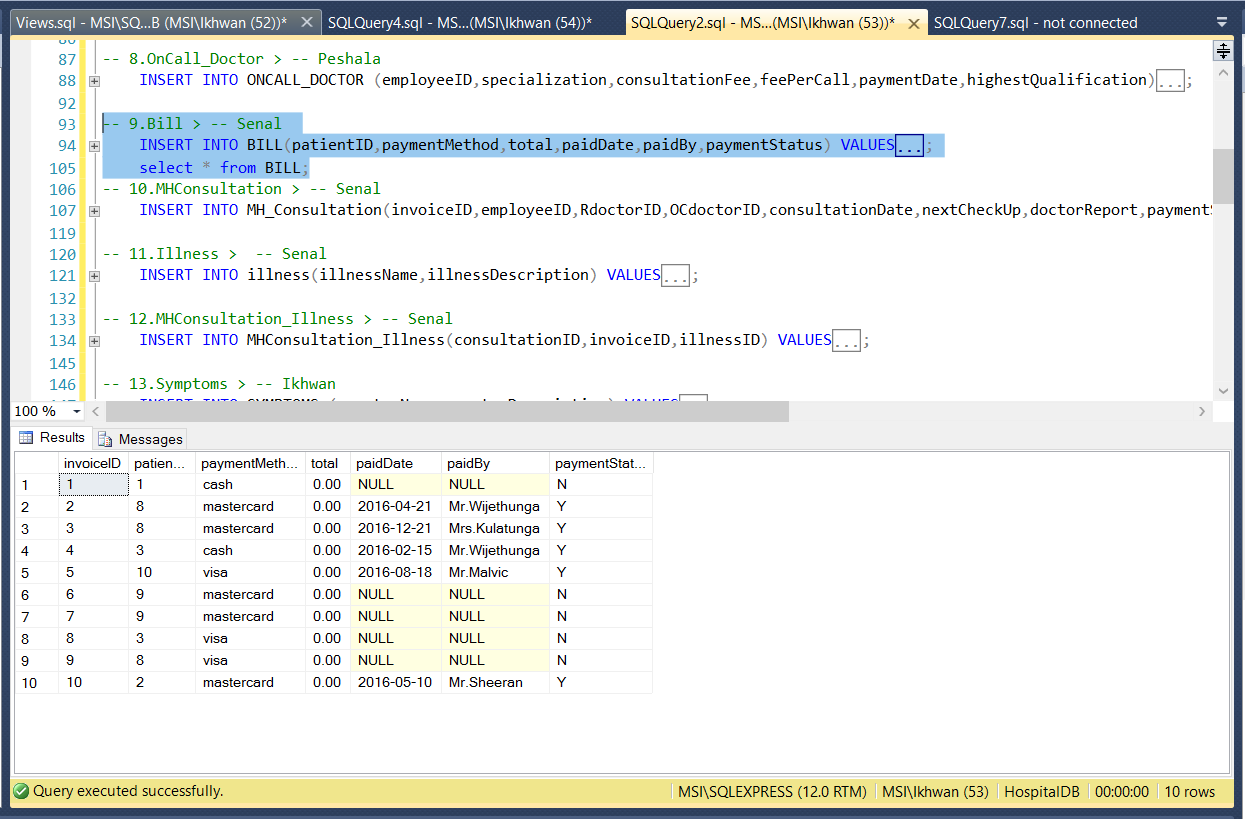 Views.sql - MSI\SQ...B (MSI\Ikhwan (52))* SQLQuery4.sql - MS...(MSI\Ikhwan (54))* SQLQuery2.sql - MS...(MSI\Ikhwan (53))* SQLQuery7.sql - not connected
87 -- 8.OnCall_Doctor > -- Peshala
88 INSERT INTO ONCALL_DOCTOR (employeeID,specialization,consultationFee,feePerCall,paymentDate,highestQualification)...;
92
93 -- 9.Bill > -- Senal
94 INSERT INTO BILL(patientID,paymentMethod,total,paidDate,paidBy,paymentStatus) VALUES...;
105 select * from BILL;
106 -- 10.MHConsultation > -- Senal
107 INSERT INTO MH_Consultation(invoiceID,employeeID,RdoctorID,OCdoctorID,consultationDate,nextCheckUp,doctorReport,payments
119
120 -- 11.Illness > -- Senal
121 INSERT INTO illness(illnessName,illnessDescription) VALUES...;
132
133 -- 12.MHConsultation_Illness > -- Senal
134 INSERT INTO MHConsultation_Illness(consultationID,invoiceID,illnessID) VALUES...;
145
146 -- 13.Symptoms > -- Ikhwan
100 %
Results Messages
invoiceID patien... paymentMeth... total paidDate paidBy paymentStat...
1 1 1 cash 0.00 NULL NULL N
2 2 8 mastercard 0.00 2016-04-21 Mr.Wijethunga Y
3 3 8 mastercard 0.00 2016-12-21 Mrs.Kulatunga Y
4 4 3 cash 0.00 2016-02-15 Mr.Wijethunga Y
5 5 10 visa 0.00 2016-08-18 Mr.Malvic Y
6 6 9 mastercard 0.00 NULL NULL N
7 7 9 mastercard 0.00 NULL NULL N
8 8 3 visa 0.00 NULL NULL N
9 9 8 visa 0.00 NULL NULL N
10 10 2 mastercard 0.00 2016-05-10 Mr.Sheeran Y
Query executed successfully. MSI\SQLEXPRESS (12.0 RTM) MSI\Ikhwan (53) HospitalDB 00:00:00 10 rows